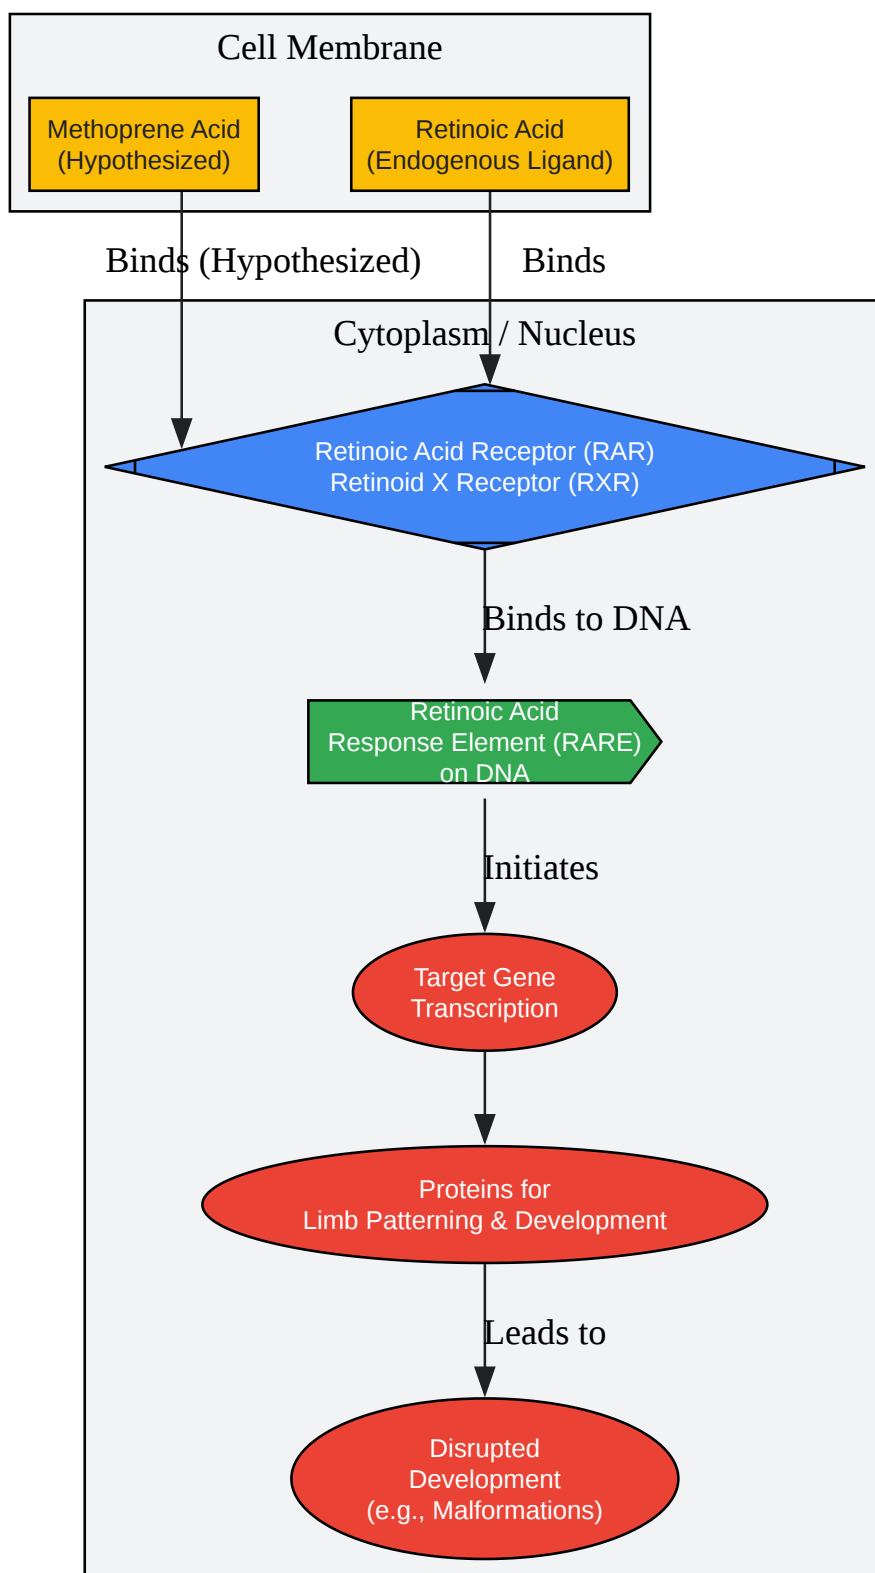 Cell Membrane
Methoprene Acid
(Hypothesized)
Retinoic Acid
(Endogenous Ligand)
Binds (Hypothesized)
Binds
Cytoplasm / Nucleus
Retinoic Acid Receptor (RAR)
Retinoid X Receptor (RXR)
Binds to DNA
Retinoic Acid
Response Element (RARE)
on DNA
Initiates
Target Gene
Transcription
Proteins for
Limb Patterning & Development
Leads to
Disrupted
Development
(e.g., Malformations)